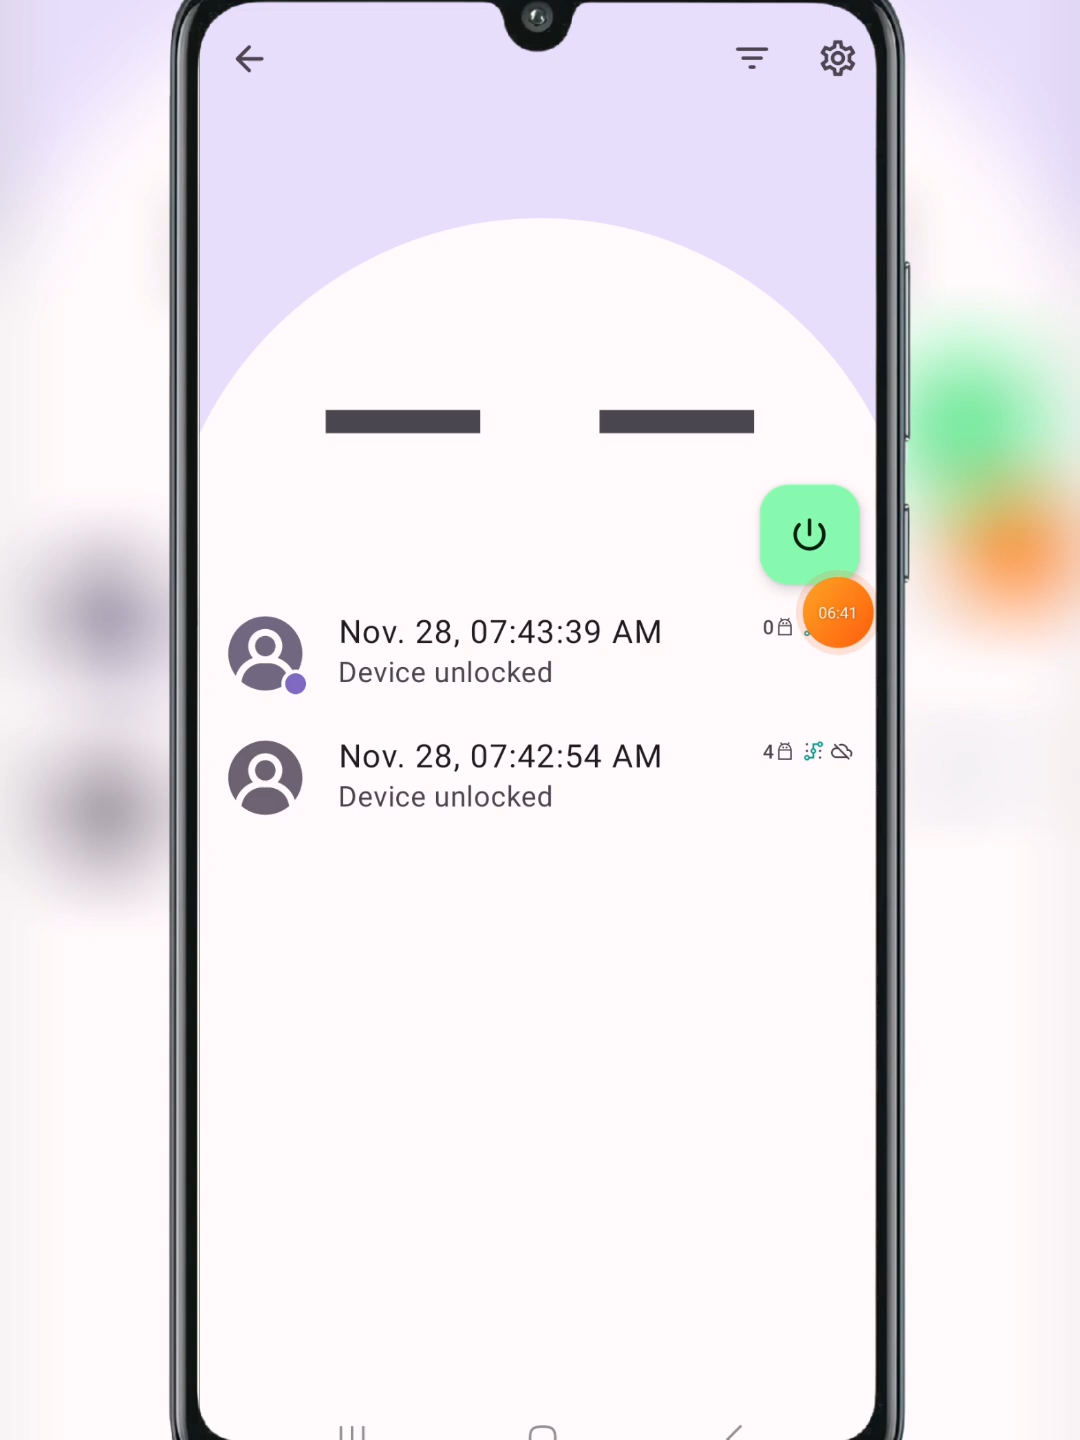 Nov. 28, 07:43:39 AM
0
06:41
Device unlocked
Nov. 28, 07:42:54 AM
4
Device unlocked